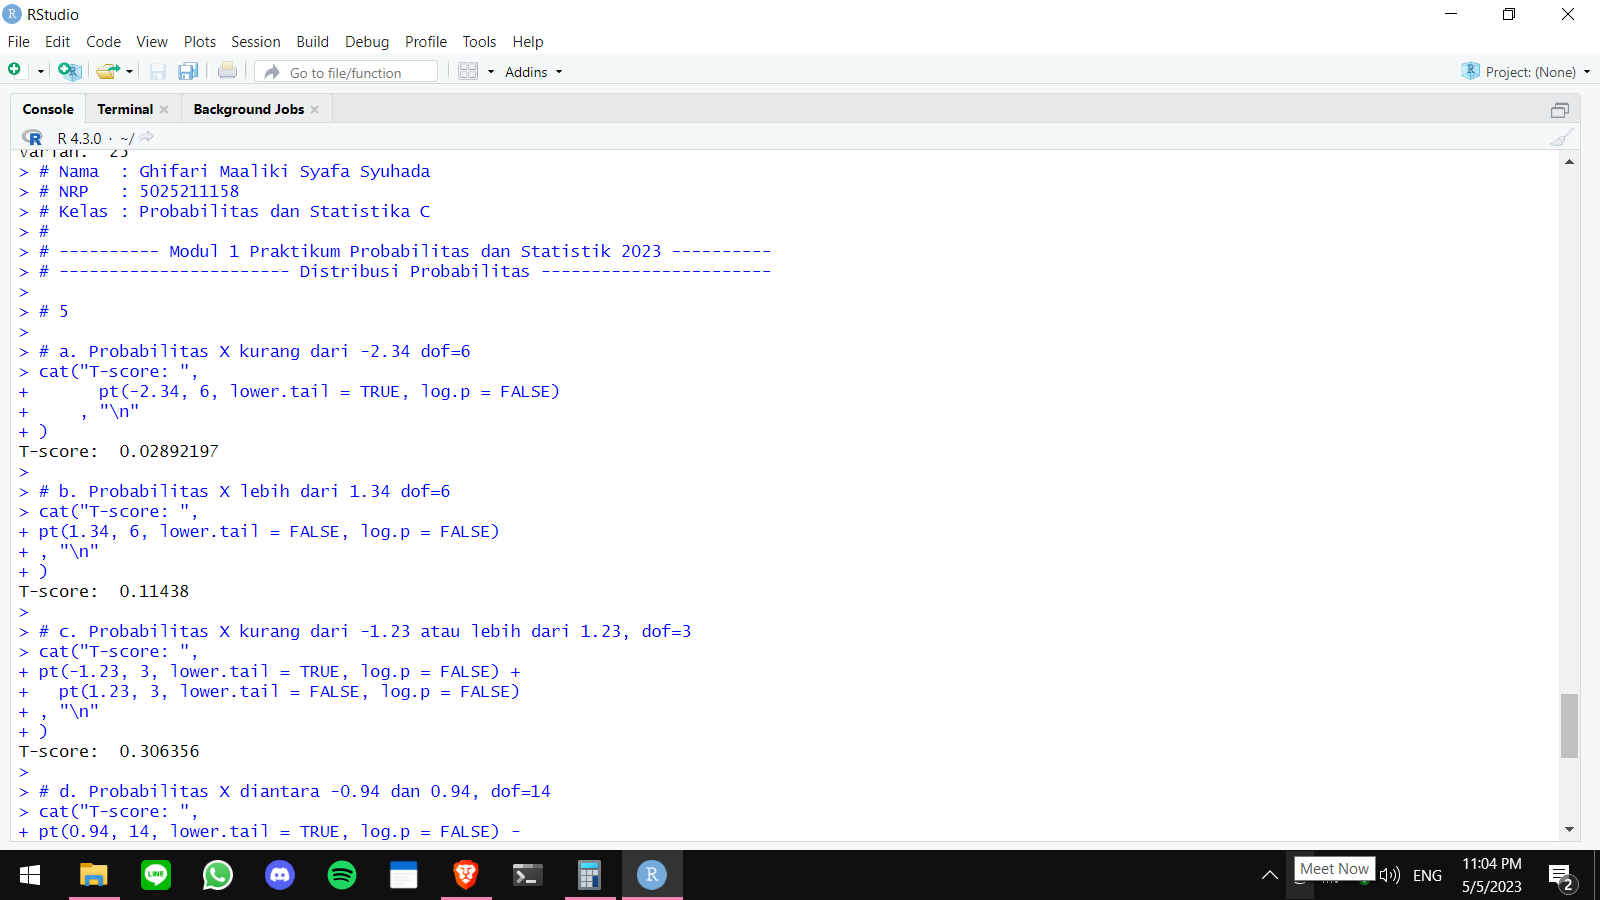 RStudio
File Edit Code View Plots Session Build Debug Profile Tools Help
Go to file/function Addins Project: (None)
Console Terminal Background Jobs
R 4.3.0 · ~/
varian:  25
> # Nama  : Ghifari Maaliki Syafa Syuhada
> # NRP   : 5025211158
> # Kelas : Probabilitas dan Statistika C
> #
> # ---------- Modul 1 Praktikum Probabilitas dan Statistik 2023 ----------
> # ----------------------- Distribusi Probabilitas -----------------------
>
> # 5
>
> # a. Probabilitas X kurang dari -2.34 dof=6
> cat("T-score: ",
+       pt(-2.34, 6, lower.tail = TRUE, log.p = FALSE)
+     , "\n"
+ )
T-score:  0.02892197
>
> # b. Probabilitas X lebih dari 1.34 dof=6
> cat("T-score: ",
+ pt(1.34, 6, lower.tail = FALSE, log.p = FALSE)
+ , "\n"
+ )
T-score:  0.11438
>
> # c. Probabilitas X kurang dari -1.23 atau lebih dari 1.23, dof=3
> cat("T-score: ",
+ pt(-1.23, 3, lower.tail = TRUE, log.p = FALSE) +
+   pt(1.23, 3, lower.tail = FALSE, log.p = FALSE)
+ , "\n"
+ )
T-score:  0.306356
>
> # d. Probabilitas X diantara -0.94 dan 0.94, dof=14
> cat("T-score: ",
+ pt(0.94, 14, lower.tail = TRUE, log.p = FALSE) -
LINE
Meet Now ENG 11:04 PM
5/5/2023 2